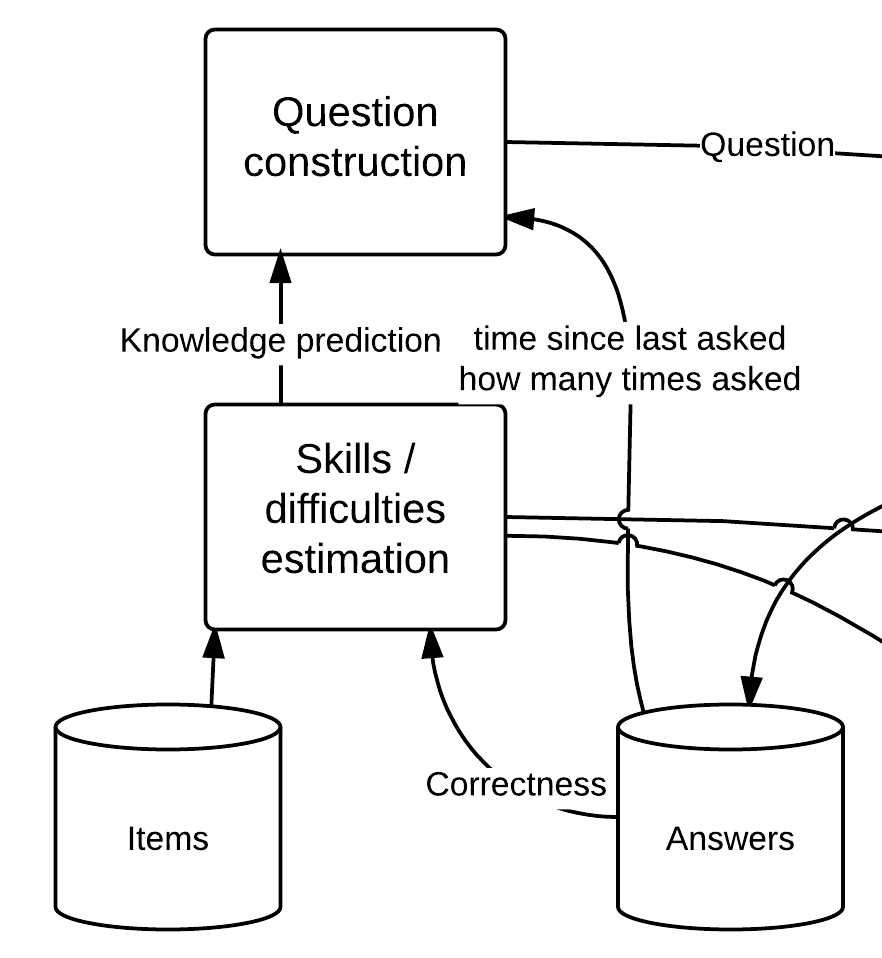 Question
construction
Question
Knowledge prediction
time since last asked
how many times asked
Skills /
difficulties
estimation
Correctness
Items
Answers